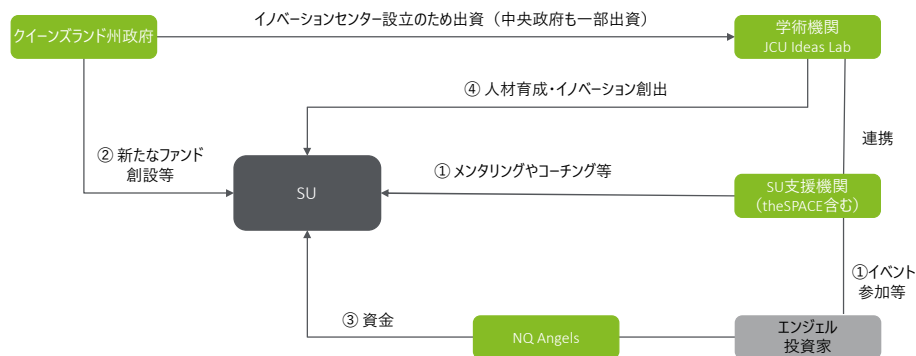 イノベーションセンター設立のため出資（中央政府も一部出資）
クイーンズランド州政府
学術機関
JCU Ideas Lab
④ 人材育成・イノベーション創出
連携
② 新たなファンド
創設等
① メンタリングやコーチング等
SU
SU支援機関
（theSPACE含む）
①イベント
参加等
③ 資金
NQ Angels
エンジェル
投資家